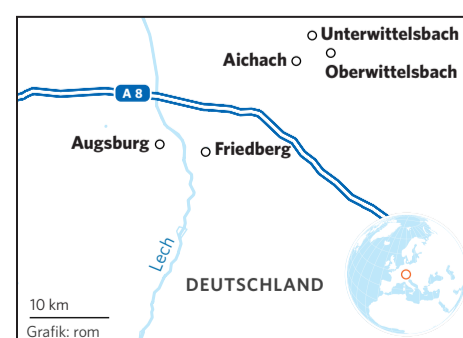 Unterwittelsbach
Aichach
Oberwittelsbach
A 8
Augsburg
Friedberg
Lech
DEUTSCHLAND
10 km
Grafik: rom